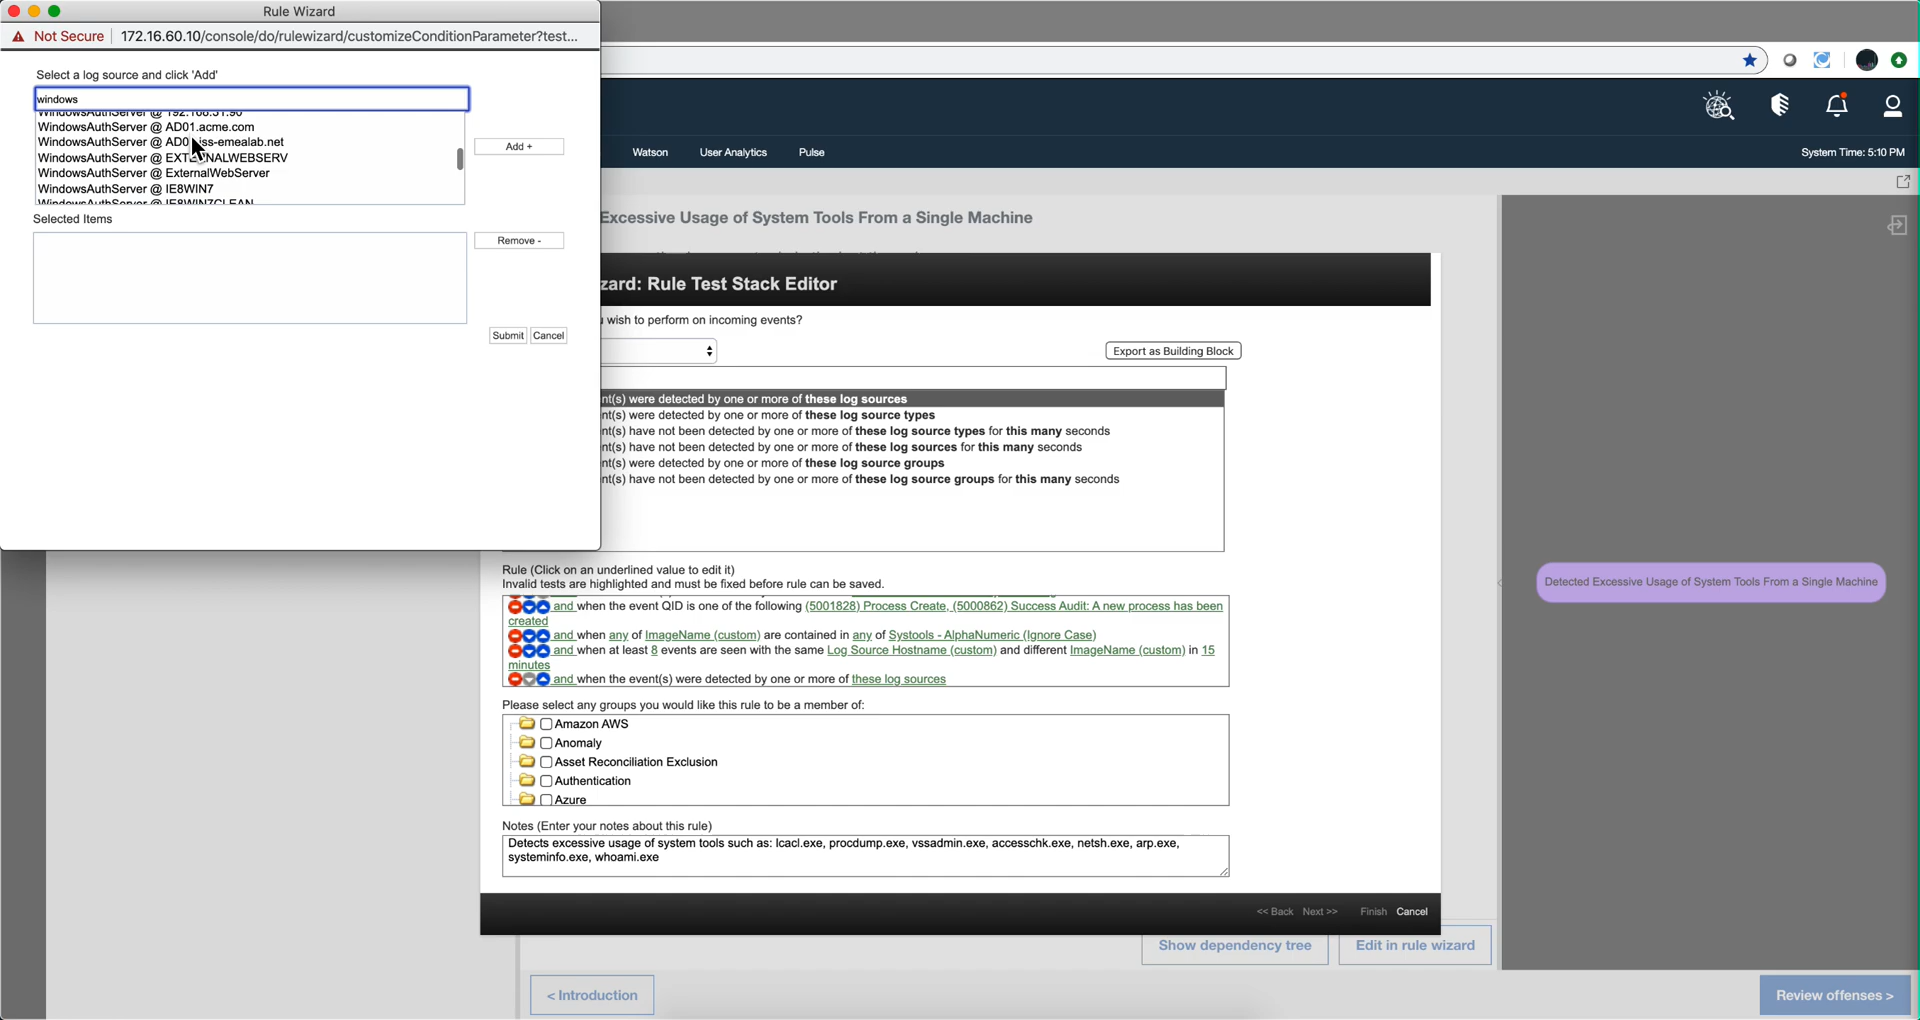 Rule Wizard
Not Secure 172.16.60.10/console/do/rulewizard/customizeConditionParameter?test...
Select a log source and click 'Add'
windows
WindowsAuthServer @ 192.168.51.90
WindowsAuthServer @ AD01.acme.com
WindowsAuthServer @ iss-emealab.net
WindowsAuthServer @
WindowsAuthServer @ ExternalWebServer
WindowsAuthServer @ IE8WIN7
WindowsAuthServer @ IE8WIN7CLEAN
Add +
Selected Items
Remove -
Submit Cancel
Watson User Analytics Pulse System Time: 5:10 PM
Excessive Usage of System Tools From a Single Machine
zard: Rule Test Stack Editor
wish to perform on incoming events?
Export as Building Block
nt(s) were detected by one or more of these log sources
nt(s) were detected by one or more of these log source types
nt(s) have not been detected by one or more of these log source types for this many seconds
nt(s) have not been detected by one or more of these log sources for this many seconds
nt(s) were detected by one or more of these log source groups
nt(s) have not been detected by one or more of these log source groups for this many seconds
Rule (Click on an underlined value to edit it)
Invalid tests are highlighted and must be fixed before rule can be saved.
and when the event QID is one of the following (5001828) Process Create, (5000862) Success Audit: A new process has been
created
and when any of ImageName (custom) are contained in any of Systools - AlphaNumeric (Ignore Case)
and when at least 8 events are seen with the same Log Source Hostname (custom) and different ImageName (custom) in 15
minutes
and when the event(s) were detected by one or more of these log sources
Please select any groups you would like this rule to be a member of:
Amazon AWS
Anomaly
Asset Reconciliation Exclusion
Authentication
Azure
Notes (Enter your notes about this rule)
Detects excessive usage of system tools such as: Icacl.exe, procdump.exe, vssadmin.exe, accesschk.exe, netsh.exe, arp.exe,
systeminfo.exe, whoami.exe
<< Back Next >> Finish Cancel
Detected Excessive Usage of System Tools From a Single Machine
Show dependency tree Edit in rule wizard
< Introduction Review offenses >